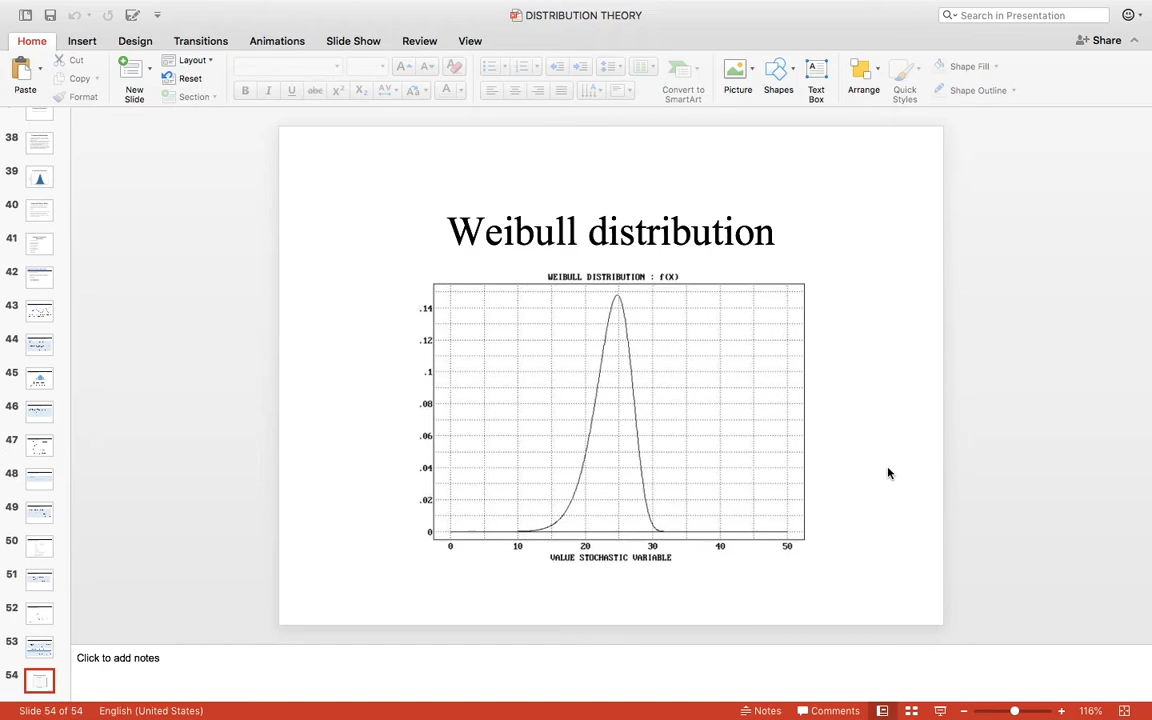 DISTRIBUTION THEORY
Search in Presentation
Home Insert Design Transitions Animations Slide Show Review View
Share
Paste
Cut
Copy
Format
New Slide
Layout
Reset
Section
Convert to SmartArt
Picture
Shapes
Text Box
Arrange
Quick Styles
Shape Fill
Shape Outline
38
39
40
41
42
43
44
45
46
47
48
49
50
51
52
53
54
Weibull distribution
WEIBULL DISTRIBUTION : f(X)
.14
.12
.1
.08
.06
.04
.02
0
0 10 20 30 40 50
VALUE STOCHASTIC VARIABLE
Click to add notes
Slide 54 of 54 English (United States) Notes Comments 116%